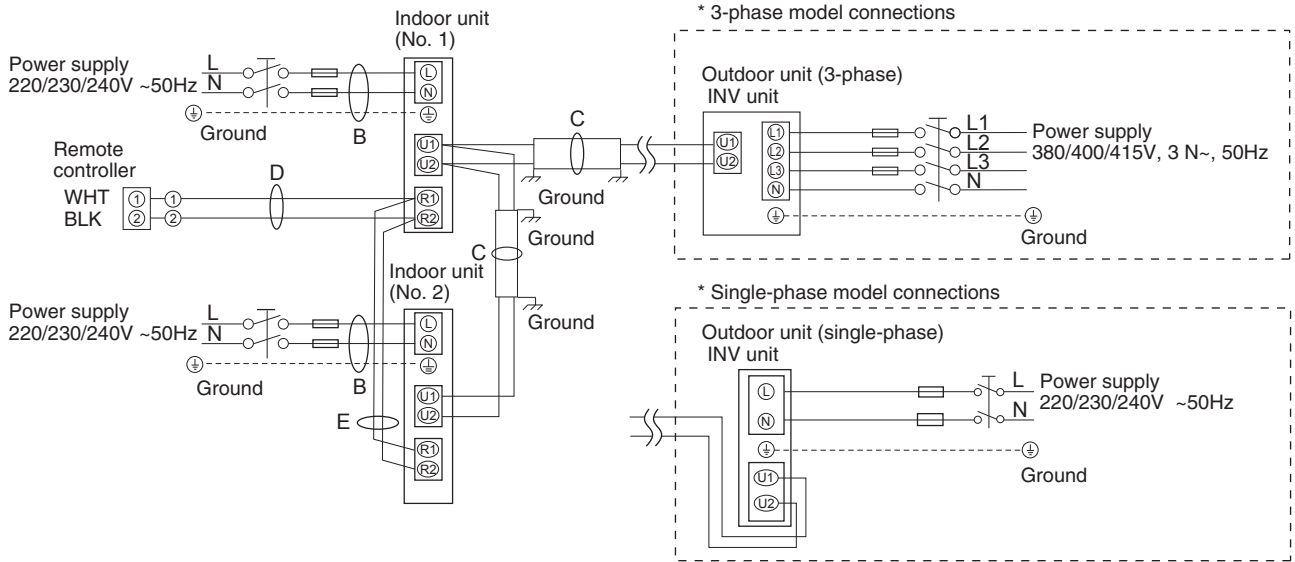 Indoor unit
(No. 1)
Power supply
220/230/240V ~50Hz
L
N
Ground
B
L
N
U1
U2
R1
R2
Remote
controller
WHT
BLK
1
2
1
2
D
C
Ground
Ground
C
Ground
Indoor unit
(No. 2)
Power supply
220/230/240V ~50Hz
L
N
Ground
B
L
N
U1
U2
R1
R2
E
* 3-phase model connections
Outdoor unit (3-phase)
INV unit
U1
U2
L1
L2
L3
N
L1
L2
L3
N
Power supply
380/400/415V, 3 N~, 50Hz
Ground
* Single-phase model connections
Outdoor unit (single-phase)
INV unit
L
N
U1
U2
L
N
Power supply
220/230/240V ~50Hz
Ground